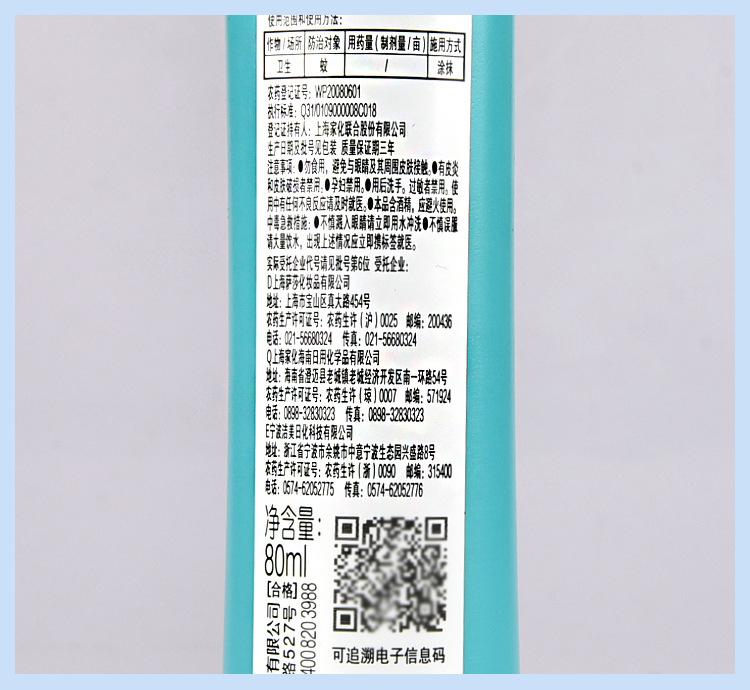 使用范围和使用方法：
作物/场所 防治对象 用药量(制剂量/亩) 施用方式
卫生 蚊 / 涂抹
农药登记证号：WP20080601
执行标准：Q31/0109000008C018
登记证持有人：上海家化联合股份有限公司
生产日期及批号见包装 质量保证期三年
注意事项：●勿食用，避免与眼睛及其周围皮肤接触。●有皮炎
和皮肤破损者禁用。●孕妇禁用。●用后洗手。过敏者禁用。使
用中有任何不良反应请及时就医。●本品含酒精，应避火使用。
中毒急救措施：●不慎溅入眼睛请立即用水冲洗●不慎误服
请大量饮水，出现上述情况应立即携标签就医。
实际受托企业代号请见批号第6位 受托企业：
D上海萨莎化妆品有限公司
地址：上海市宝山区真大路454号
农药生产许可证号：农药生许（沪）0025 邮编：200436
电话：021-56680324 传真：021-56680324
Q上海家化海南日用化学品有限公司
地址：海南省澄迈县老城镇老城经济开发区南一环路54号
农药生产许可证号：农药生许（琼）0007 邮编：571924
电话：0898-32830323 传真：0898-32830323
E宁波洁美日化科技有限公司
地址：浙江省宁波市余姚市中意宁波生态园兴盛路8号
农药生产许可证号：农药生许（浙）0090 邮编：315400
电话：0574-62052775 传真：0574-62052776
净含量：
80ml
[合格]
有限公司
路527号
4008203988
可追溯电子信息码